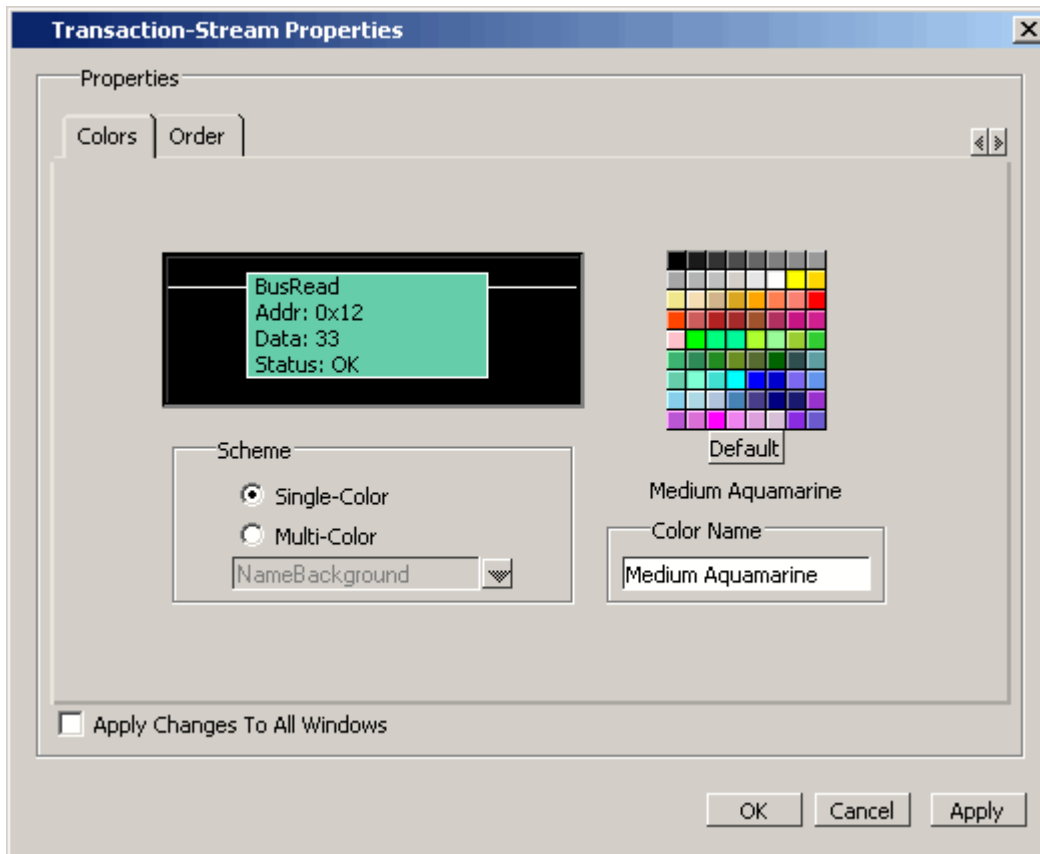 Transaction-Stream Properties
Properties
Colors
Order
BusRead
Addr: 0x12
Data: 33
Status: OK
Default
Scheme
Medium Aquamarine
Single-Color
Color Name
Multi-Color
NameBackground
Medium Aquamarine
Apply Changes To All Windows
OK
Cancel
Apply